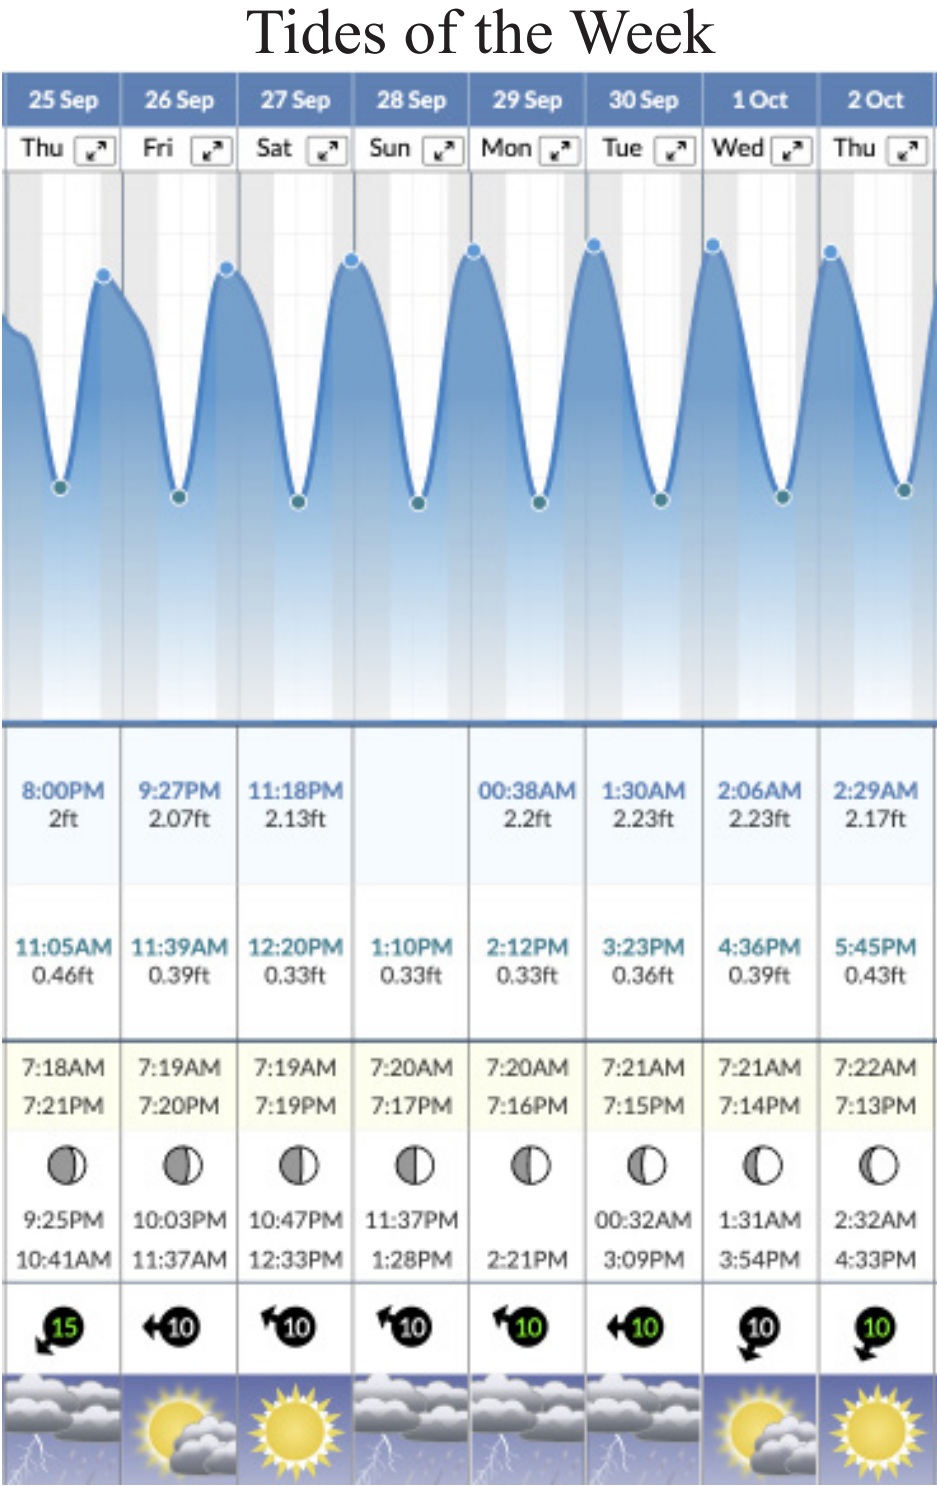 Tides of the Week
25 Sep 26 Sep 27 Sep 28 Sep 29 Sep 30 Sep 1 Oct 2 Oct
Thu Fri Sat Sun Mon Tue Wed Thu
8:00PM 9:27PM 11:18PM 00:38AM 1:30AM 2:06AM 2:29AM
2ft 2.07ft 2.13ft 2.2ft 2.23ft 2.23ft 2.17ft
11:05AM 11:39AM 12:20PM 1:10PM 2:12PM 3:23PM 4:36PM 5:45PM
0.46ft 0.39ft 0.33ft 0.33ft 0.33ft 0.36ft 0.39ft 0.43ft
7:18AM 7:19AM 7:19AM 7:20AM 7:20AM 7:21AM 7:21AM 7:22AM
7:21PM 7:20PM 7:19PM 7:17PM 7:16PM 7:15PM 7:14PM 7:13PM
9:25PM 10:03PM 10:47PM 11:37PM 00:32AM 1:31AM 2:32AM
10:41AM 11:37AM 12:33PM 1:28PM 2:21PM 3:09PM 3:54PM 4:33PM
15 10 10 10 10 10 10 10